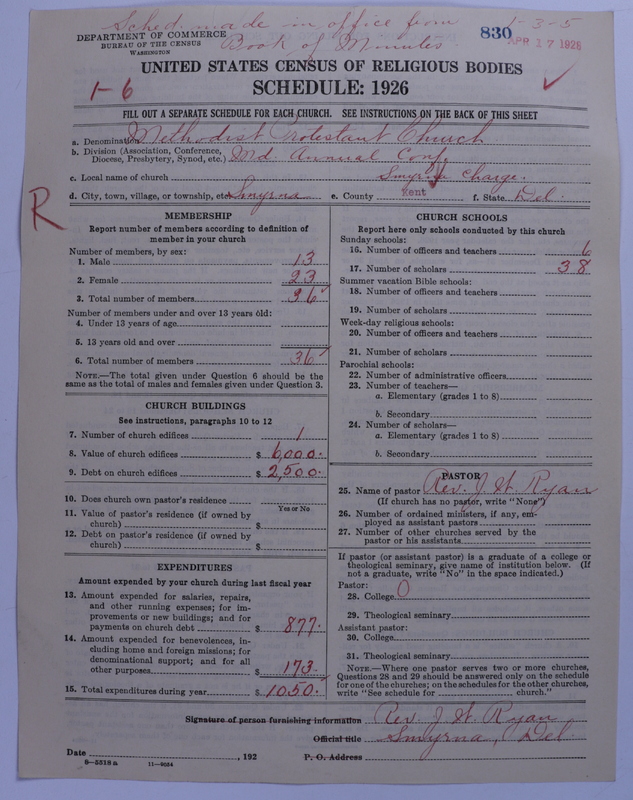 Sched. made in office from 1-3-5
DEPARTMENT OF COMMERCE
BUREAU OF THE CENSUS
WASHINGTON
Book of Minutes.
830
APR 17 1928
UNITED STATES CENSUS OF RELIGIOUS BODIES
1-6
SCHEDULE: 1926
FILL OUT A SEPARATE SCHEDULE FOR EACH CHURCH. SEE INSTRUCTIONS ON THE BACK OF THIS SHEET
a. Denomination Methodist Protestant Church
b. Division (Association, Conference, Diocese, Presbytery, Synod, etc.) Md. Annual Conf.
c. Local name of church Smyrna Charge.
d. City, town, village, or township, etc. Smyrna e. County Kent f. State Del.
R
MEMBERSHIP
Report number of members according to definition of
member in your church
Number of members, by sex:
1. Male 13
2. Female 23
3. Total number of members 36
Number of members under and over 13 years old:
4. Under 13 years of age
5. 13 years old and over
6. Total number of members 36
NOTE.—The total given under Question 6 should be the
same as the total of males and females given under Question 3.
CHURCH BUILDINGS
See instructions, paragraphs 10 to 12
7. Number of church edifices 1
8. Value of church edifices $ 6,000.
9. Debt on church edifices $ 2,500.
10. Does church own pastor's residence
Yes or No
11. Value of pastor's residence (if owned by
church) $
12. Debt on pastor's residence (if owned by
church) $
EXPENDITURES
Amount expended by your church during last fiscal year
13. Amount expended for salaries, repairs,
and other running expenses; for im-
provements or new buildings; and for
payments on church debt $ 877.
14. Amount expended for benevolences, in-
cluding home and foreign missions; for
denominational support; and for all
other purposes $ 173.
15. Total expenditures during year $ 1050.
CHURCH SCHOOLS
Report here only schools conducted by this church
Sunday schools:
16. Number of officers and teachers 6
17. Number of scholars 38
Summer vacation Bible schools:
18. Number of officers and teachers
19. Number of scholars
Week-day religious schools:
20. Number of officers and teachers
21. Number of scholars
Parochial schools:
22. Number of administrative officers
23. Number of teachers—
a. Elementary (grades 1 to 8)
b. Secondary
24. Number of scholars—
a. Elementary (grades 1 to 8)
b. Secondary
PASTOR
25. Name of pastor Rev. J. W. Ryan
(If church has no pastor, write "None")
26. Number of ordained ministers, if any, em-
ployed as assistant pastors
27. Number of other churches served by the
pastor or his assistants
If pastor (or assistant pastor) is a graduate of a college or
theological seminary, give name of institution below. (If
not a graduate, write "No" in the space indicated.)
Pastor:
28. College 0
29. Theological seminary
Assistant pastor:
30. College
31. Theological seminary
NOTE.—Where one pastor serves two or more churches,
Questions 28 and 29 should be answered only on the schedule
for one of the churches; on the schedules for the other churches,
write "See schedule for church."
Signature of person furnishing information Rev. J. W. Ryan
Official title Smyrna, Del
Date , 192 P. O. Address
8-5518a 11-9034